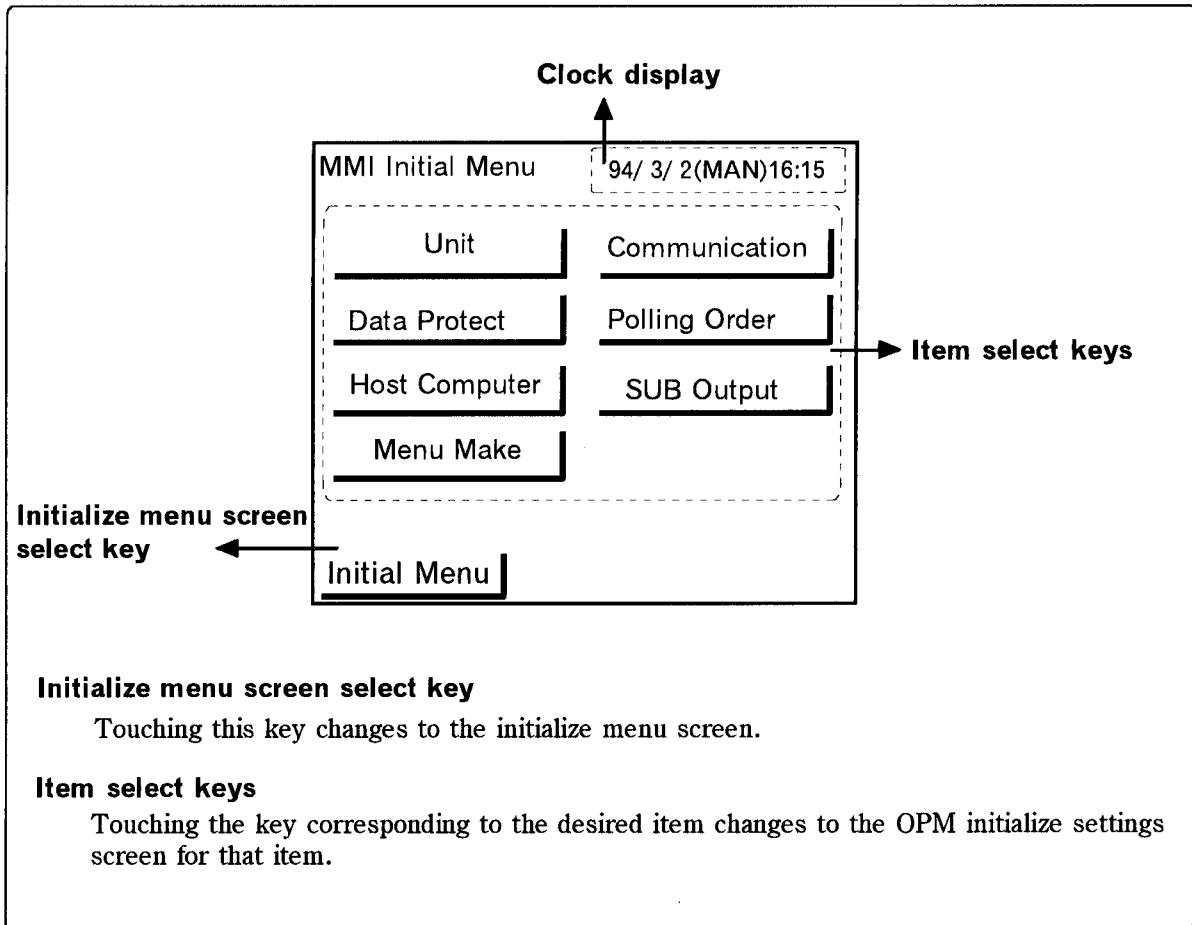 Clock display
MMI Initial Menu
94/ 3/ 2(MAN)16:15
Unit
Communication
Data Protect
Polling Order
Item select keys
Host Computer
SUB Output
Menu Make
Initialize menu screen
select key
Initial Menu
Initialize menu screen select key
Touching this key changes to the initialize menu screen.
Item select keys
Touching the key corresponding to the desired item changes to the OPM initialize settings
screen for that item.